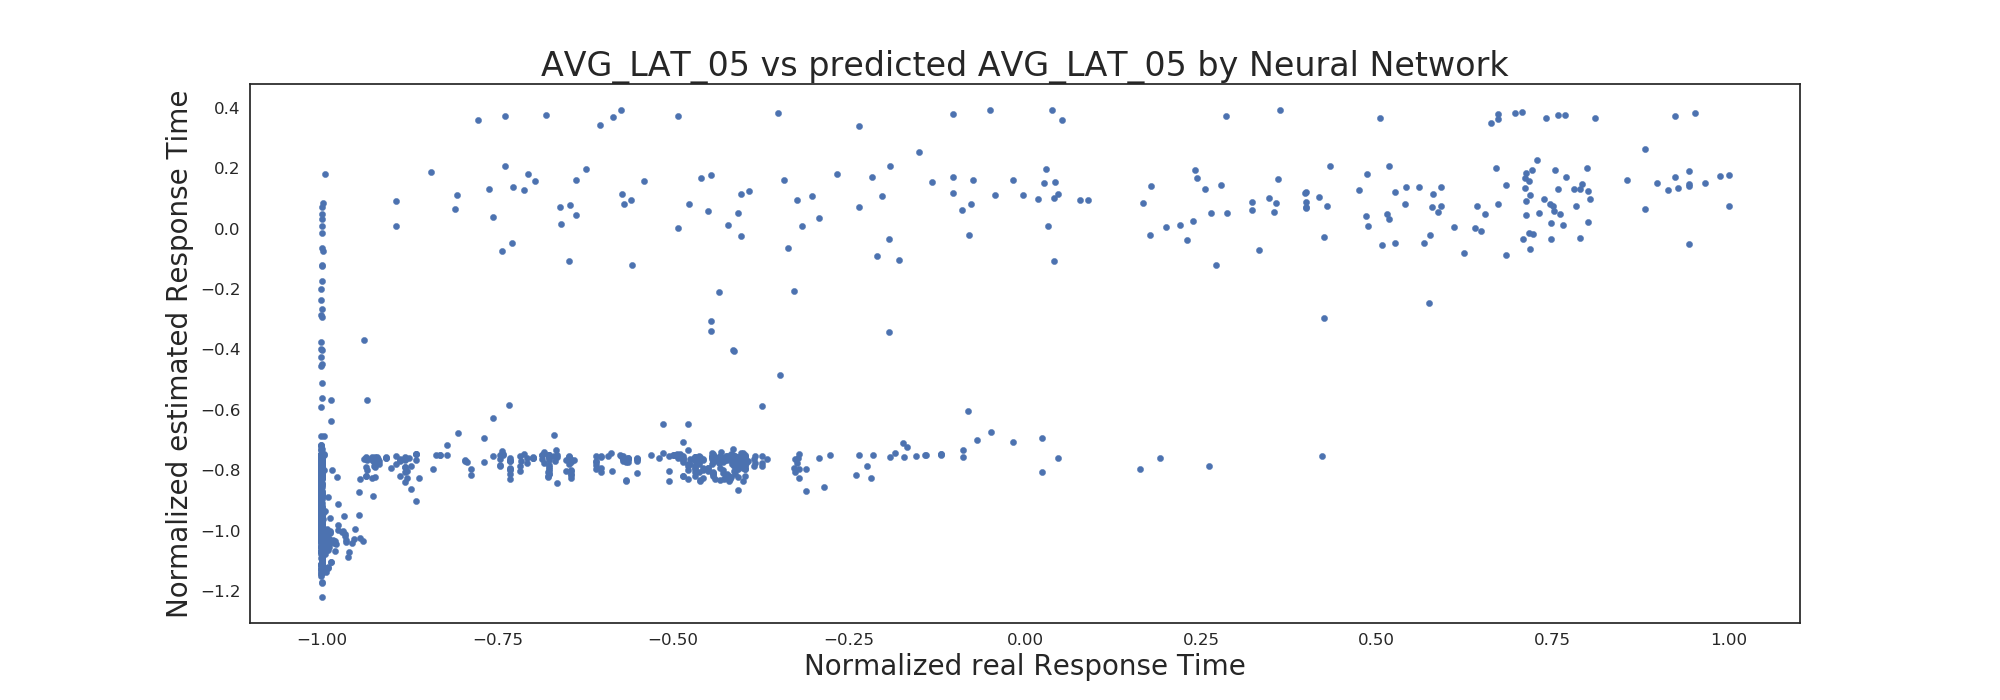 AVG_LAT_05 vs predicted AVG_LAT_05 by Neural Network
Normalized estimated Response Time
0.4
0.2
0.0
−0.2
−0.4
−0.6
−0.8
−1.0
−1.2
−1.00 −0.75 −0.50 −0.25 0.00 0.25 0.50 0.75 1.00
Normalized real Response Time